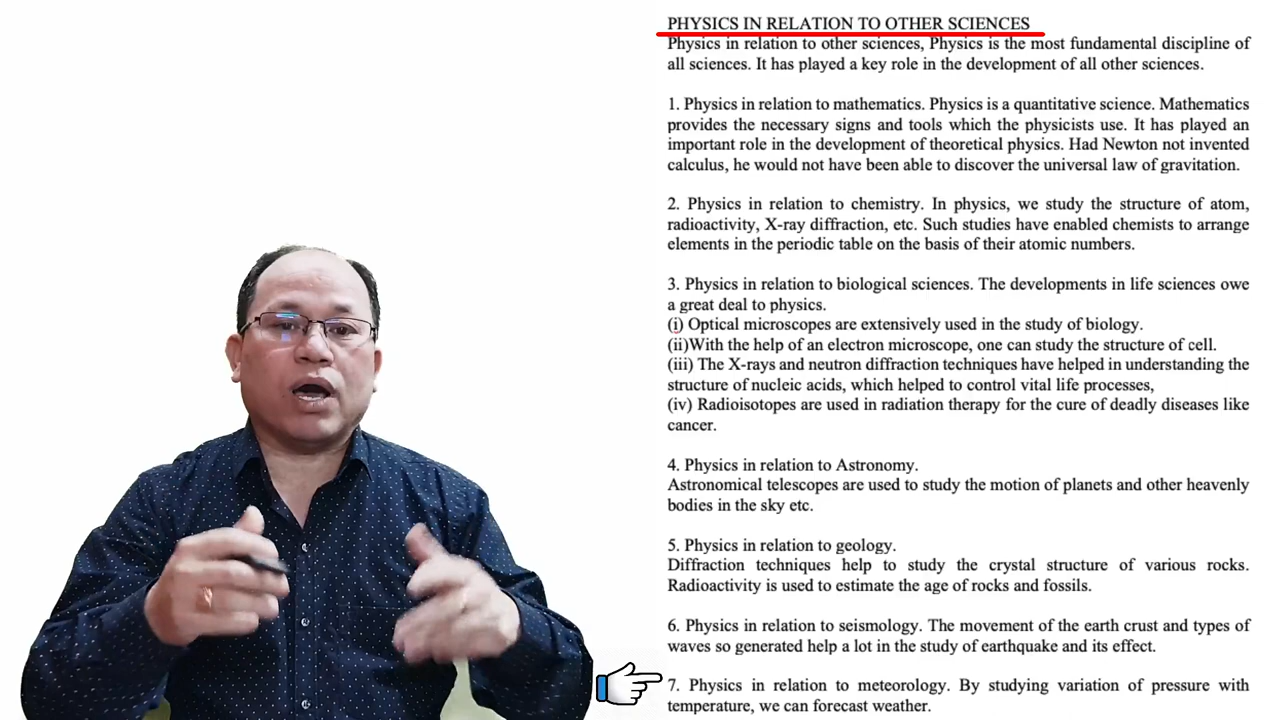 PHYSICS IN RELATION TO OTHER SCIENCES
Physics in relation to other sciences, Physics is the most fundamental discipline of
all sciences. It has played a key role in the development of all other sciences.
1. Physics in relation to mathematics. Physics is a quantitative science. Mathematics
provides the necessary signs and tools which the physicists use. It has played an
important role in the development of theoretical physics. Had Newton not invented
calculus, he would not have been able to discover the universal law of gravitation.
2. Physics in relation to chemistry. In physics, we study the structure of atom,
radioactivity, X-ray diffraction, etc. Such studies have enabled chemists to arrange
elements in the periodic table on the basis of their atomic numbers.
3. Physics in relation to biological sciences. The developments in life sciences owe
a great deal to physics.
(i) Optical microscopes are extensively used in the study of biology.
(ii)With the help of an electron microscope, one can study the structure of cell.
(iii) The X-rays and neutron diffraction techniques have helped in understanding the
structure of nucleic acids, which helped to control vital life processes,
(iv) Radioisotopes are used in radiation therapy for the cure of deadly diseases like
cancer.
4. Physics in relation to Astronomy.
Astronomical telescopes are used to study the motion of planets and other heavenly
bodies in the sky etc.
5. Physics in relation to geology.
Diffraction techniques help to study the crystal structure of various rocks.
Radioactivity is used to estimate the age of rocks and fossils.
6. Physics in relation to seismology. The movement of the earth crust and types of
waves so generated help a lot in the study of earthquake and its effect.
7. Physics in relation to meteorology. By studying variation of pressure with
temperature, we can forecast weather.